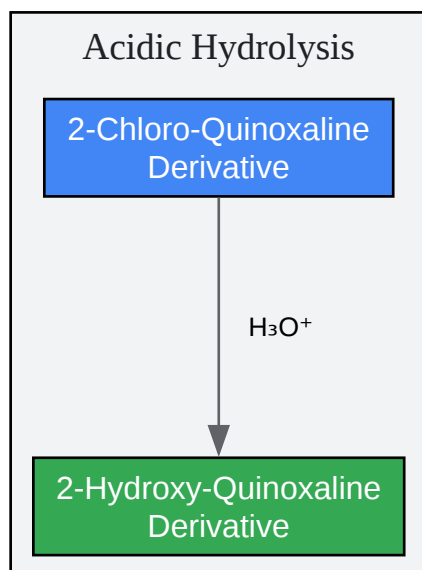 Acidic Hydrolysis
2-Chloro-Quinoxaline
Derivative
H₃O⁺
2-Hydroxy-Quinoxaline
Derivative